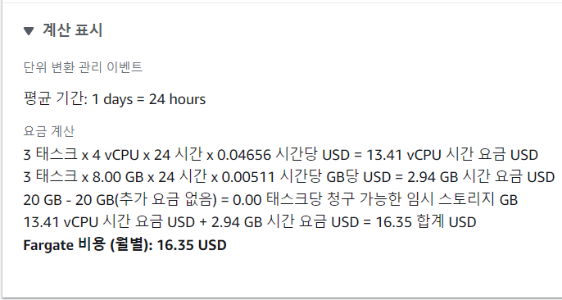 ▼ 계산 표시
단위 변환 관리 이벤트
평균 기간: 1 days = 24 hours
요금 계산
3 태스크 x 4 vCPU x 24 시간 x 0.04656 시간당 USD = 13.41 vCPU 시간 요금 USD
3 태스크 x 8.00 GB x 24 시간 x 0.00511 시간당 GB당 USD = 2.94 GB 시간 요금 USD
20 GB - 20 GB(추가 요금 없음) = 0.00 태스크당 청구 가능한 임시 스토리지 GB
13.41 vCPU 시간 요금 USD + 2.94 GB 시간 요금 USD = 16.35 합계 USD
Fargate 비용 (월별): 16.35 USD